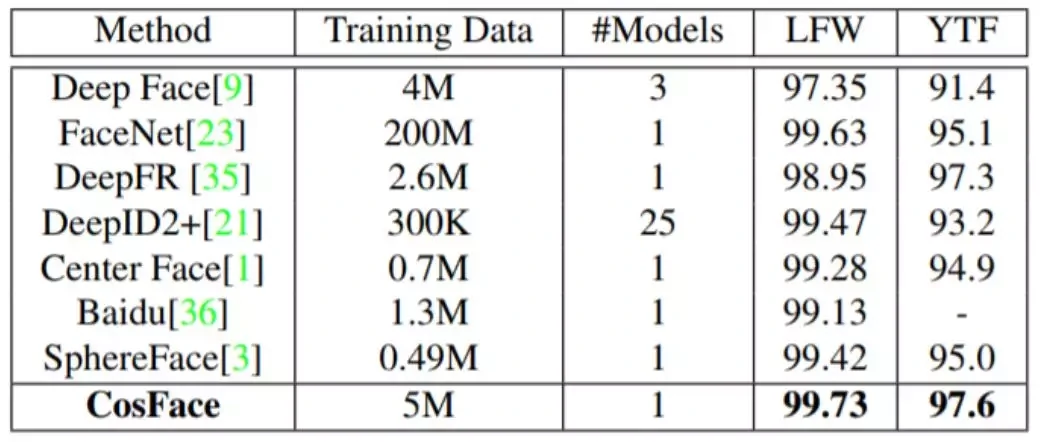 Method Training Data #Models LFW YTF
Deep Face[9] 4M 3 97.35 91.4
FaceNet[23] 200M 1 99.63 95.1
DeepFR [35] 2.6M 1 98.95 97.3
DeepID2+[21] 300K 25 99.47 93.2
Center Face[1] 0.7M 1 99.28 94.9
Baidu[36] 1.3M 1 99.13 -
SphereFace[3] 0.49M 1 99.42 95.0
CosFace 5M 1 99.73 97.6